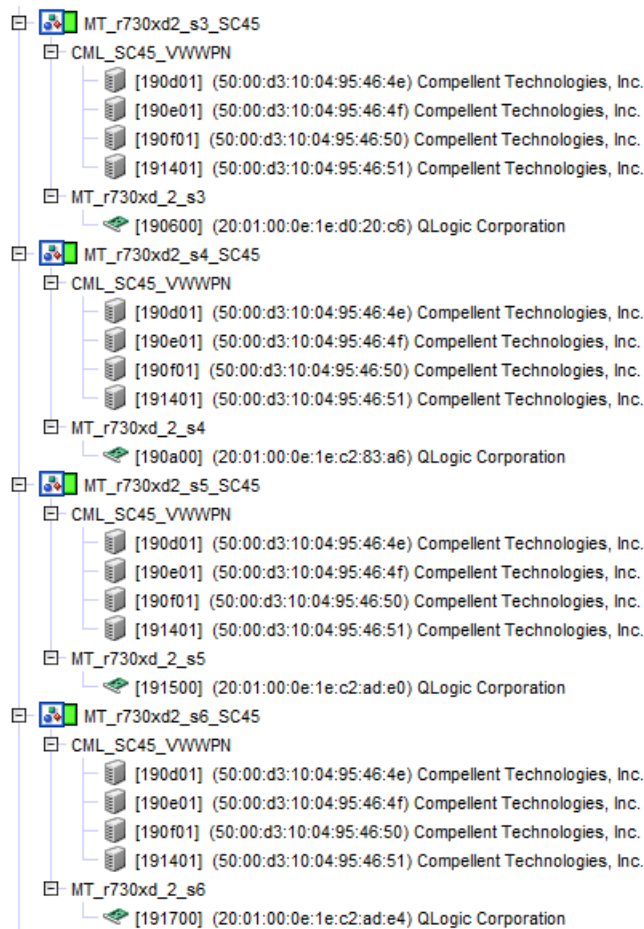 MT_r730xd2_s3_SC45
CML_SC45_VWWPN
[190d01] (50:00:d3:10:04:95:46:4e) Compellent Technologies, Inc.
[190e01] (50:00:d3:10:04:95:46:4f) Compellent Technologies, Inc.
[190f01] (50:00:d3:10:04:95:46:50) Compellent Technologies, Inc.
[191401] (50:00:d3:10:04:95:46:51) Compellent Technologies, Inc.
MT_r730xd_2_s3
[190600] (20:01:00:0e:1e:d0:20:c6) QLogic Corporation
MT_r730xd2_s4_SC45
CML_SC45_VWWPN
[190d01] (50:00:d3:10:04:95:46:4e) Compellent Technologies, Inc.
[190e01] (50:00:d3:10:04:95:46:4f) Compellent Technologies, Inc.
[190f01] (50:00:d3:10:04:95:46:50) Compellent Technologies, Inc.
[191401] (50:00:d3:10:04:95:46:51) Compellent Technologies, Inc.
MT_r730xd_2_s4
[190a00] (20:01:00:0e:1e:c2:83:a6) QLogic Corporation
MT_r730xd2_s5_SC45
CML_SC45_VWWPN
[190d01] (50:00:d3:10:04:95:46:4e) Compellent Technologies, Inc.
[190e01] (50:00:d3:10:04:95:46:4f) Compellent Technologies, Inc.
[190f01] (50:00:d3:10:04:95:46:50) Compellent Technologies, Inc.
[191401] (50:00:d3:10:04:95:46:51) Compellent Technologies, Inc.
MT_r730xd_2_s5
[191500] (20:01:00:0e:1e:c2:ad:e0) QLogic Corporation
MT_r730xd2_s6_SC45
CML_SC45_VWWPN
[190d01] (50:00:d3:10:04:95:46:4e) Compellent Technologies, Inc.
[190e01] (50:00:d3:10:04:95:46:4f) Compellent Technologies, Inc.
[190f01] (50:00:d3:10:04:95:46:50) Compellent Technologies, Inc.
[191401] (50:00:d3:10:04:95:46:51) Compellent Technologies, Inc.
MT_r730xd_2_s6
[191700] (20:01:00:0e:1e:c2:ad:e4) QLogic Corporation